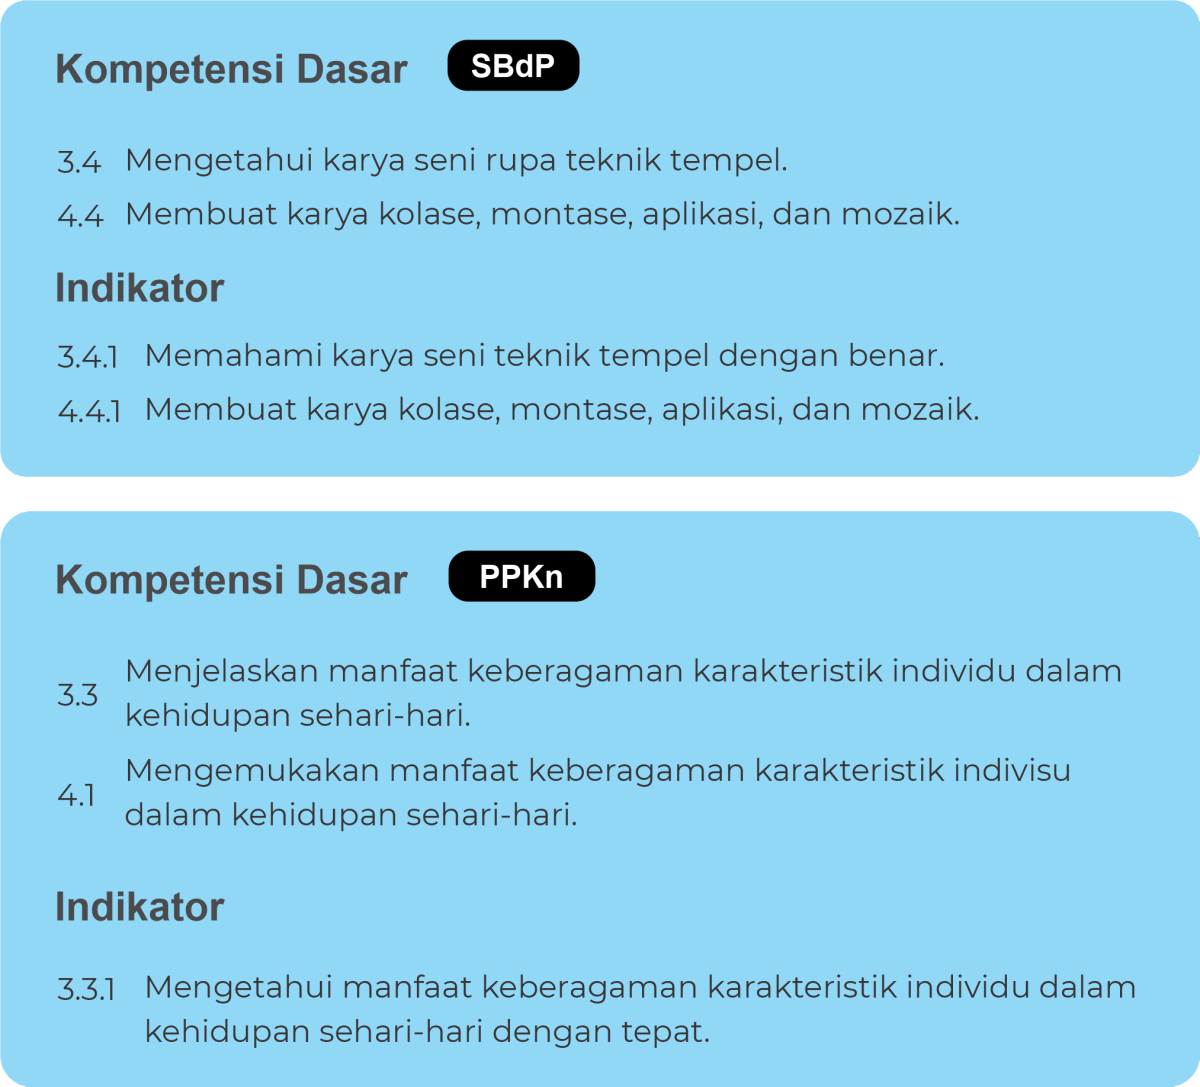 Kompetensi Dasar SBdP
3.4 Mengetahui karya seni rupa teknik tempel.
4.4 Membuat karya kolase, montase, aplikasi, dan mozaik.
Indikator
3.4.1 Memahami karya seni teknik tempel dengan benar.
4.4.1 Membuat karya kolase, montase, aplikasi, dan mozaik.
Kompetensi Dasar PPKn
3.3 Menjelaskan manfaat keberagaman karakteristik individu dalam
kehidupan sehari-hari.
4.1 Mengemukakan manfaat keberagaman karakteristik indivisu
dalam kehidupan sehari-hari.
Indikator
3.3.1 Mengetahui manfaat keberagaman karakteristik individu dalam
kehidupan sehari-hari dengan tepat.